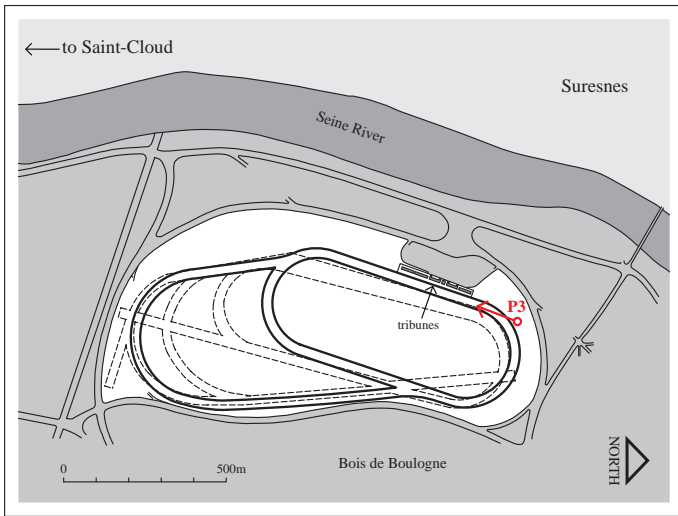 to Saint-Cloud
Suresnes
Seine River
P3
tribunes
0 500m
Bois de Boulogne
NORTH